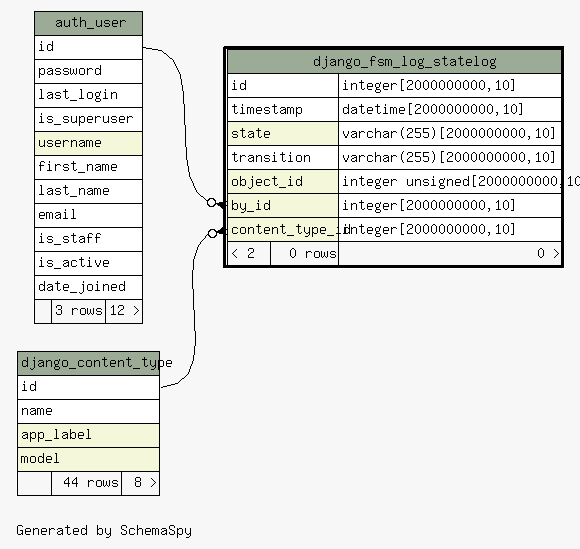 auth_user
id
password
last_login
is_superuser
username
first_name
last_name
email
is_staff
is_active
date_joined
3 rows 12 >
django_fsm_log_statelog
id integer[2000000000,10]
timestamp datetime[2000000000,10]
state varchar(255)[2000000000,10]
transition varchar(255)[2000000000,10]
object_id integer unsigned[2000000000,10
by_id integer[2000000000,10]
content_type_id integer[2000000000,10]
< 2 0 rows 0 >
django_content_type
id
name
app_label
model
44 rows 8 >
Generated by SchemaSpy